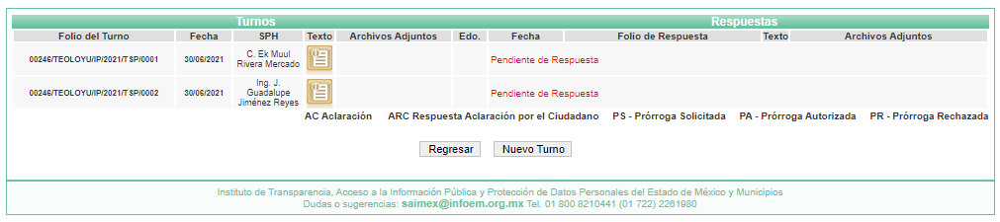 Turnos Respuestas
Folio del Turno Fecha SPH Texto Archivos Adjuntos Edo. Fecha Folio de Respuesta Texto Archivos Adjuntos
00246/TEOLOYU/IP/2021/TSP/0001 30/06/2021 C. Ek Muul Rivera Mercado Pendiente de Respuesta
00246/TEOLOYU/IP/2021/TSP/0002 30/06/2021 Ing. J. Guadalupe Jiménez Reyes Pendiente de Respuesta
AC Aclaración ARC Respuesta Aclaración por el Ciudadano PS - Prórroga Solicitada PA - Prórroga Autorizada PR - Prórroga Rechazada
Regresar Nuevo Turno
Instituto de Transparencia, Acceso a la Información Pública y Protección de Datos Personales del Estado de México y Municipios
Dudas o sugerencias: saimex@infoem.org.mx Tel. 01 800 8210441 (01 722) 2261980